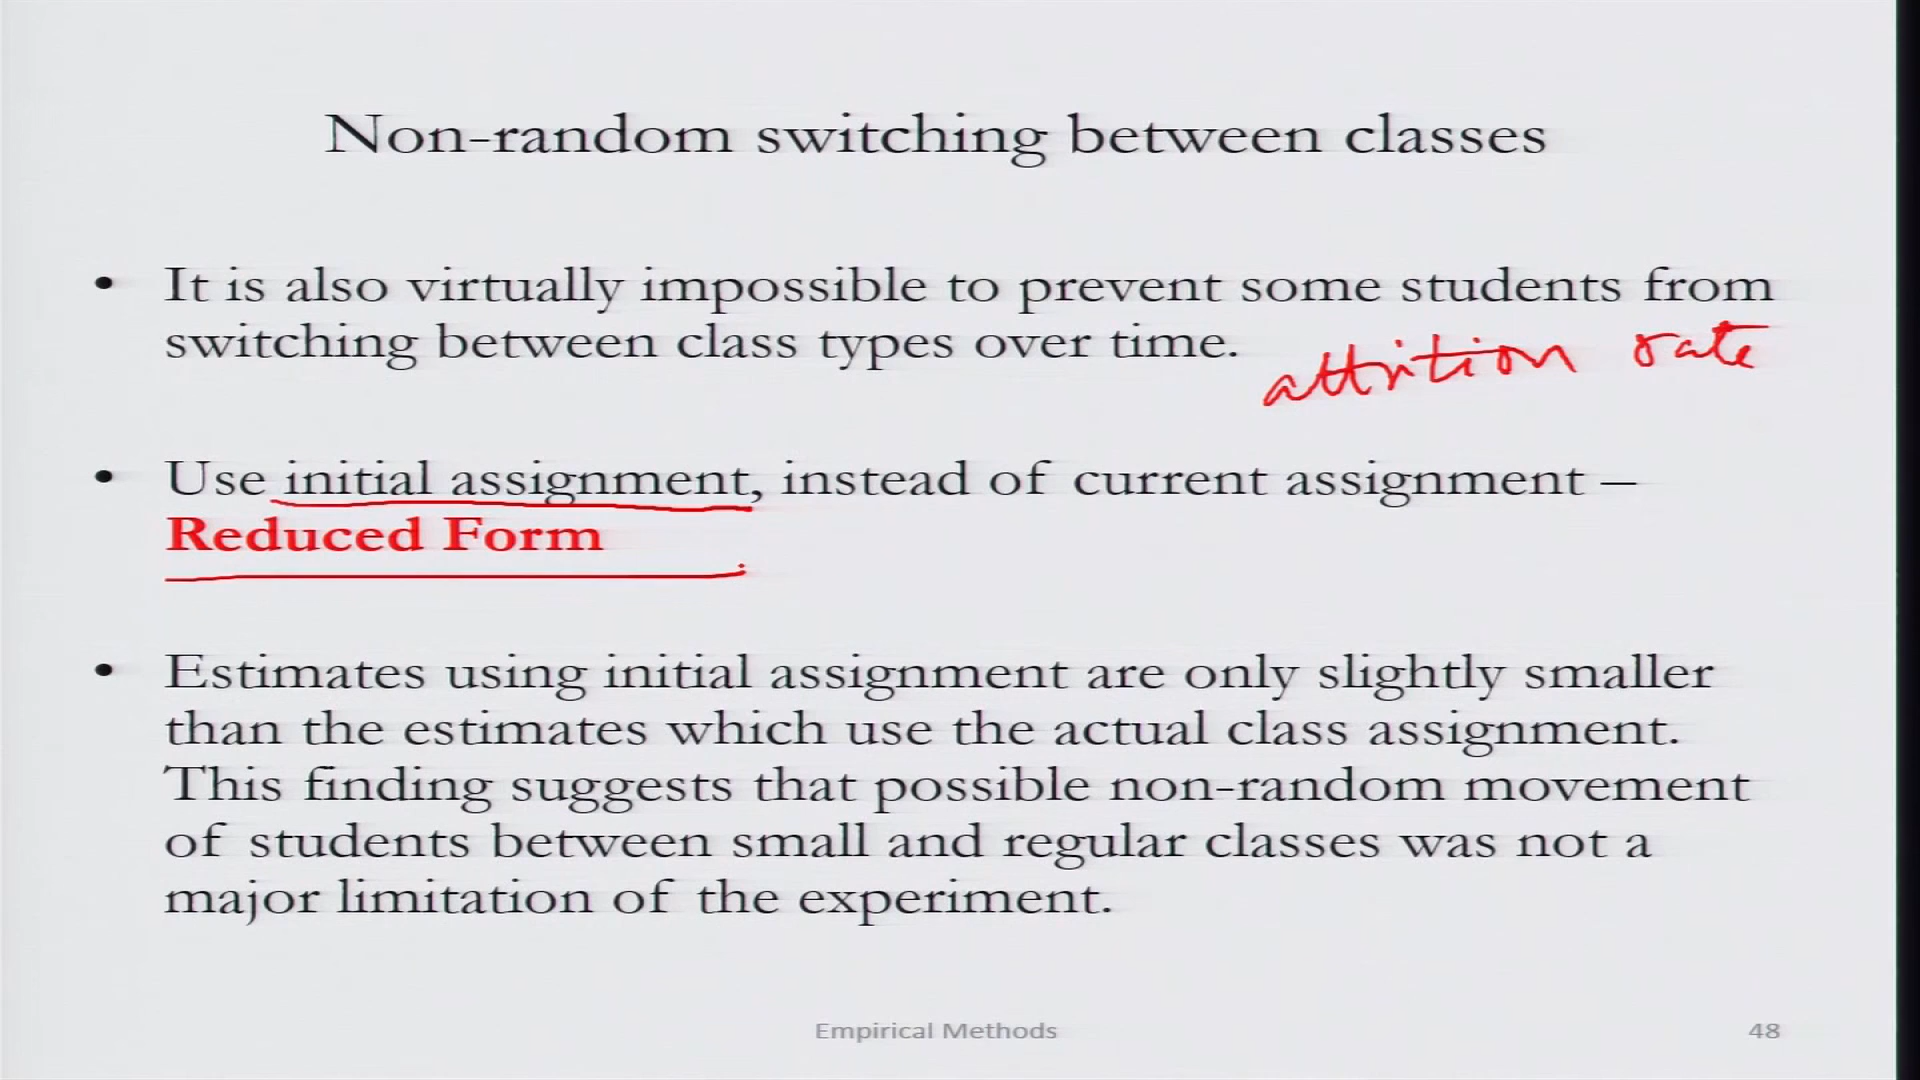 Non-random switching between classes
• It is also virtually impossible to prevent some students from
switching between class types over time.
attrition rate
• Use initial assignment, instead of current assignment –
Reduced Form
• Estimates using initial assignment are only slightly smaller
than the estimates which use the actual class assignment.
This finding suggests that possible non-random movement
of students between small and regular classes was not a
major limitation of the experiment.
Empirical Methods
48